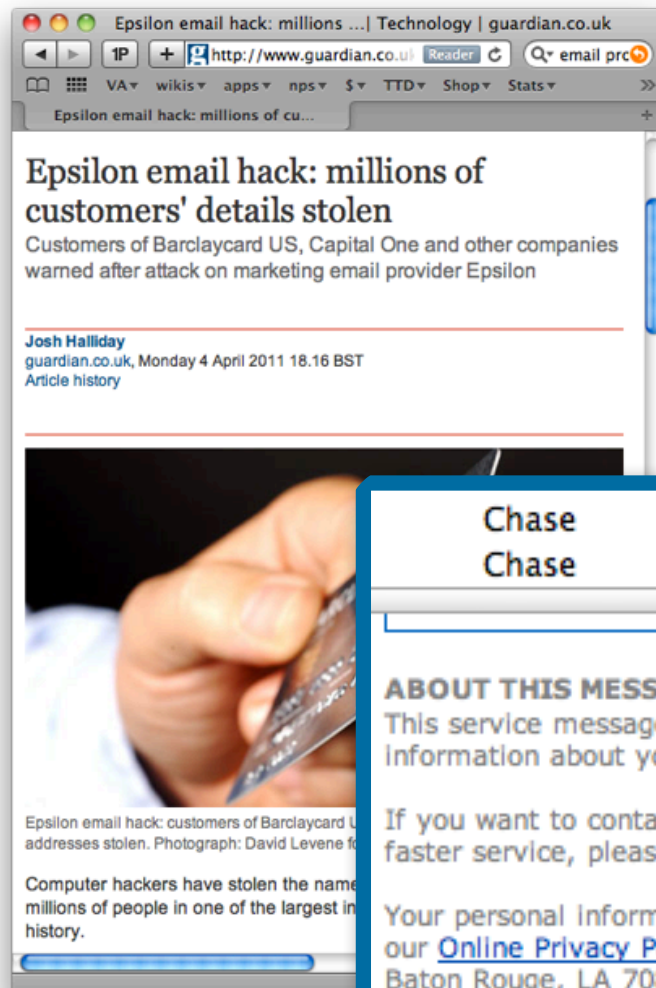 Epsilon email hack: millions ...| Technology | guardian.co.uk
1P
+
http://www.guardian.co.u
Reader
email prc
VA wikis apps nps $ TTD Shop Stats
Epsilon email hack: millions of cu...
Epsilon email hack: millions of
customers' details stolen
Customers of Barclaycard US, Capital One and other companies
warned after attack on marketing email provider Epsilon
Josh Halliday
guardian.co.uk, Monday 4 April 2011 18.16 BST
Article history
Epsilon email hack: customers of Barclaycard U
addresses stolen. Photograph: David Levene fo
Computer hackers have stolen the name
millions of people in one of the largest in
history.
Chase
Chase
ABOUT THIS MESS
This service messag
information about yo
If you want to conta
faster service, pleas
Your personal inform
our Online Privacy P
Baton Rouge, LA 70